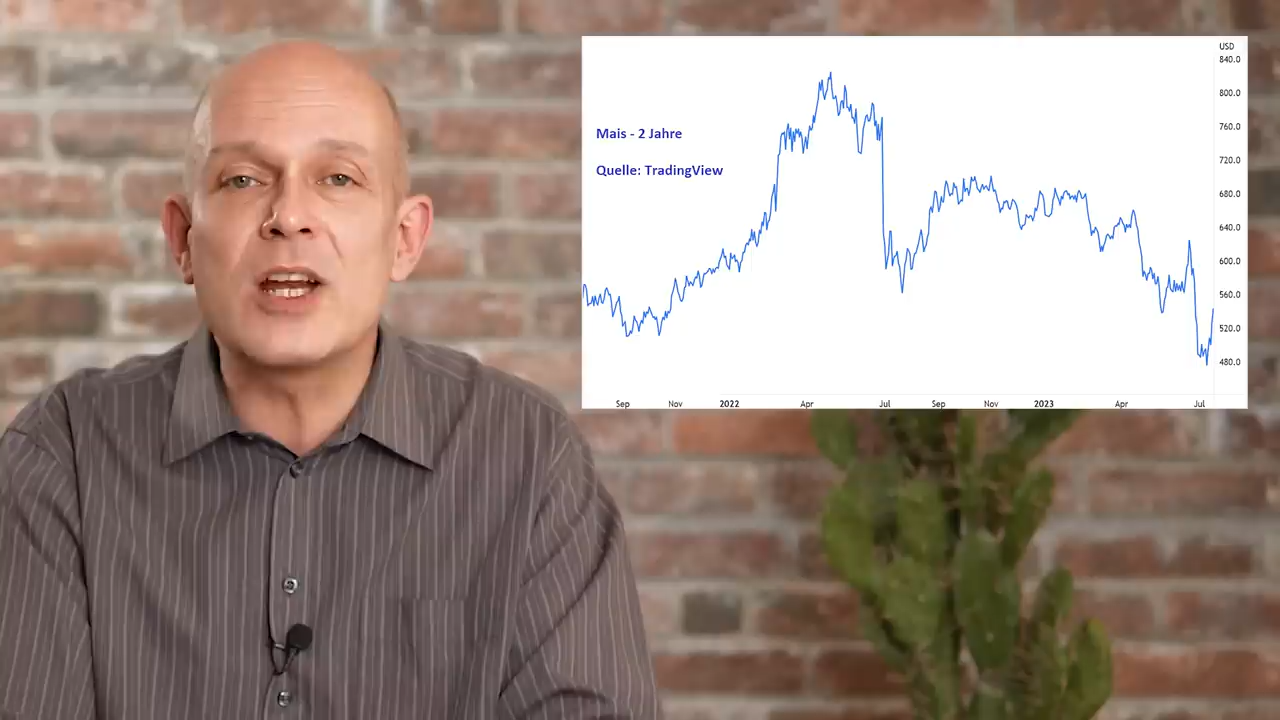 USD
840.0
800.0
Mais - 2 Jahre
760.0
Quelle: TradingView
720.0
680.0
640.0
600.0
560.0
520.0
480.0
Sep Nov 2022 Apr Jul Sep Nov 2023 Apr Jul